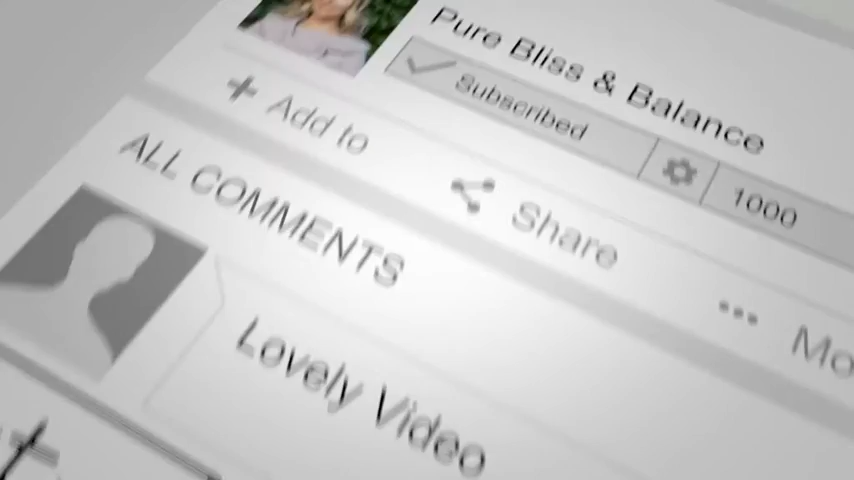 Pure Bliss & Balance
Subscribed
1000
Add to
Share
ALL COMMENTS
Lovely Video